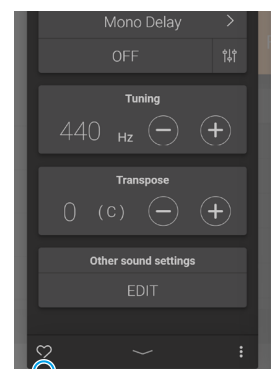 Mono Delay
OFF
Tuning
440 Hz
Transpose
0 (C)
Other sound settings
EDIT